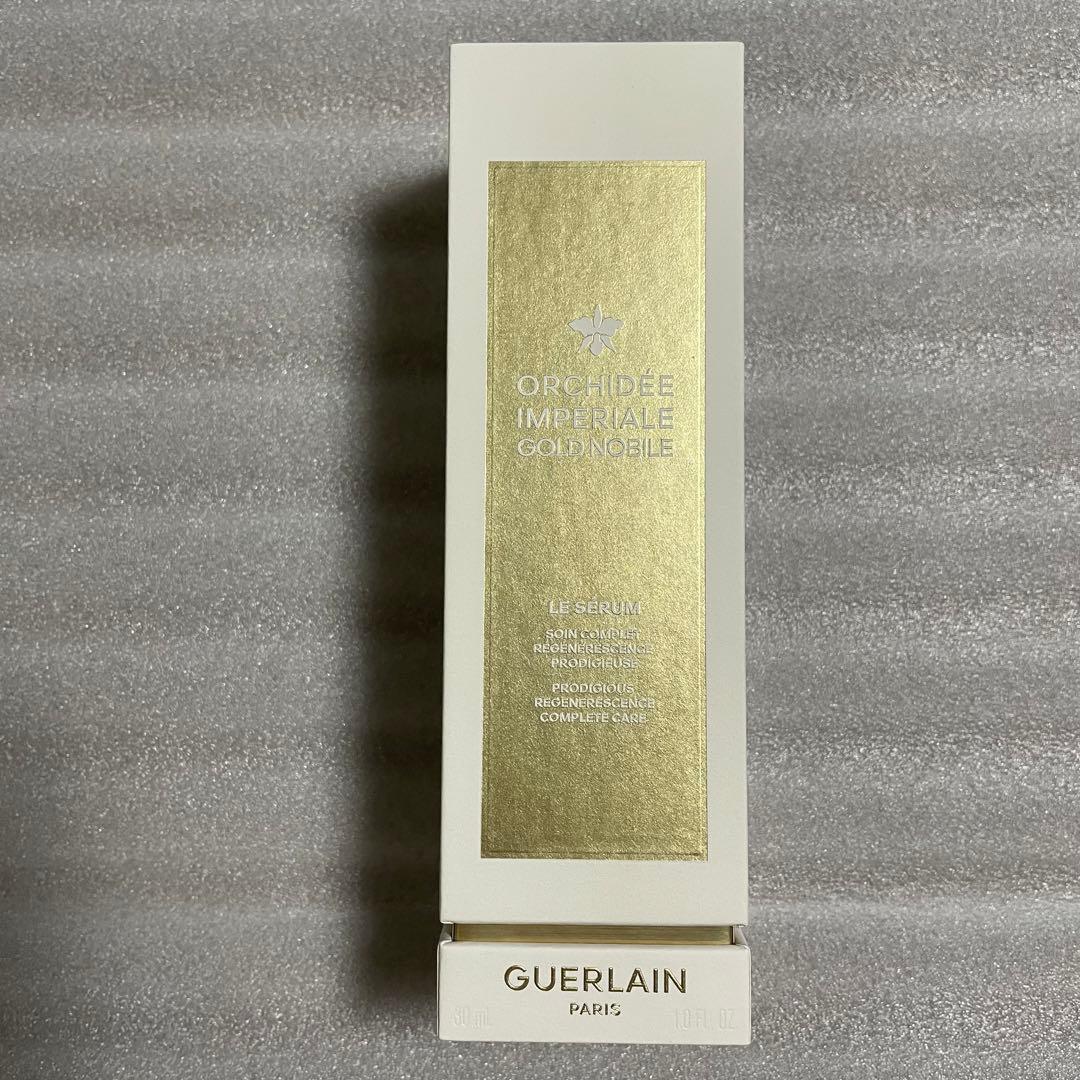 ORCHIDÉE
IMPÉRIALE
GOLD NOBILE
LE SÉRUM
SOIN COMPLET
RÉGÉNÉRESCENCE
PRODIGIEUSE
PRODIGIOUS
REGENERESCENCE
COMPLETE CARE
GUERLAIN
PARIS
30 mL 1.0 FL. OZ.